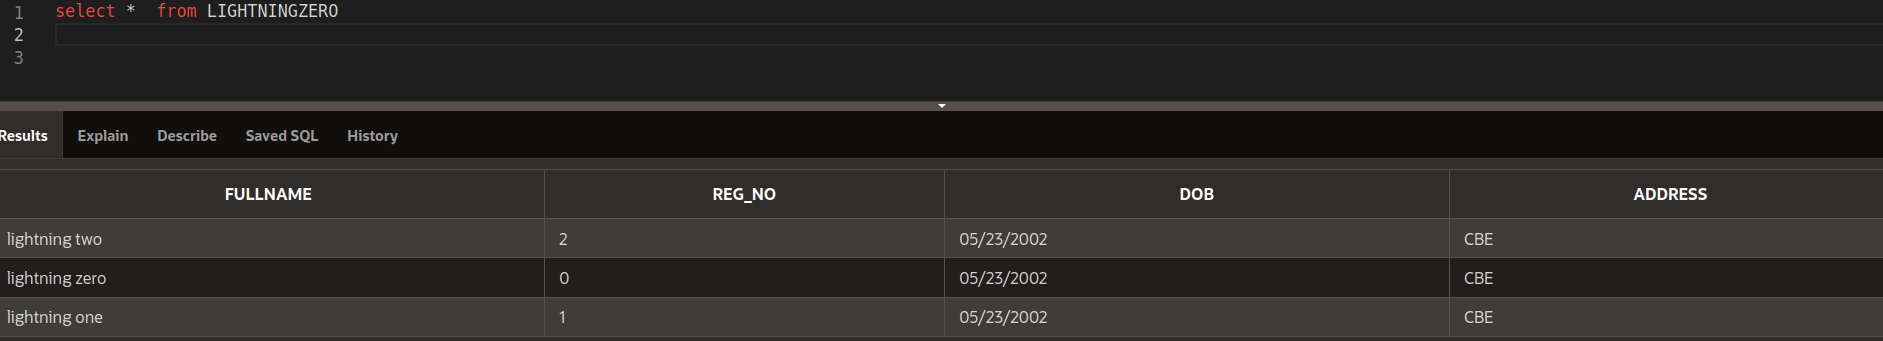 1 select *  from LIGHTNINGZERO
2
3
Results Explain Describe Saved SQL History
FULLNAME REG_NO DOB ADDRESS
lightning two 2 05/23/2002 CBE
lightning zero 0 05/23/2002 CBE
lightning one 1 05/23/2002 CBE